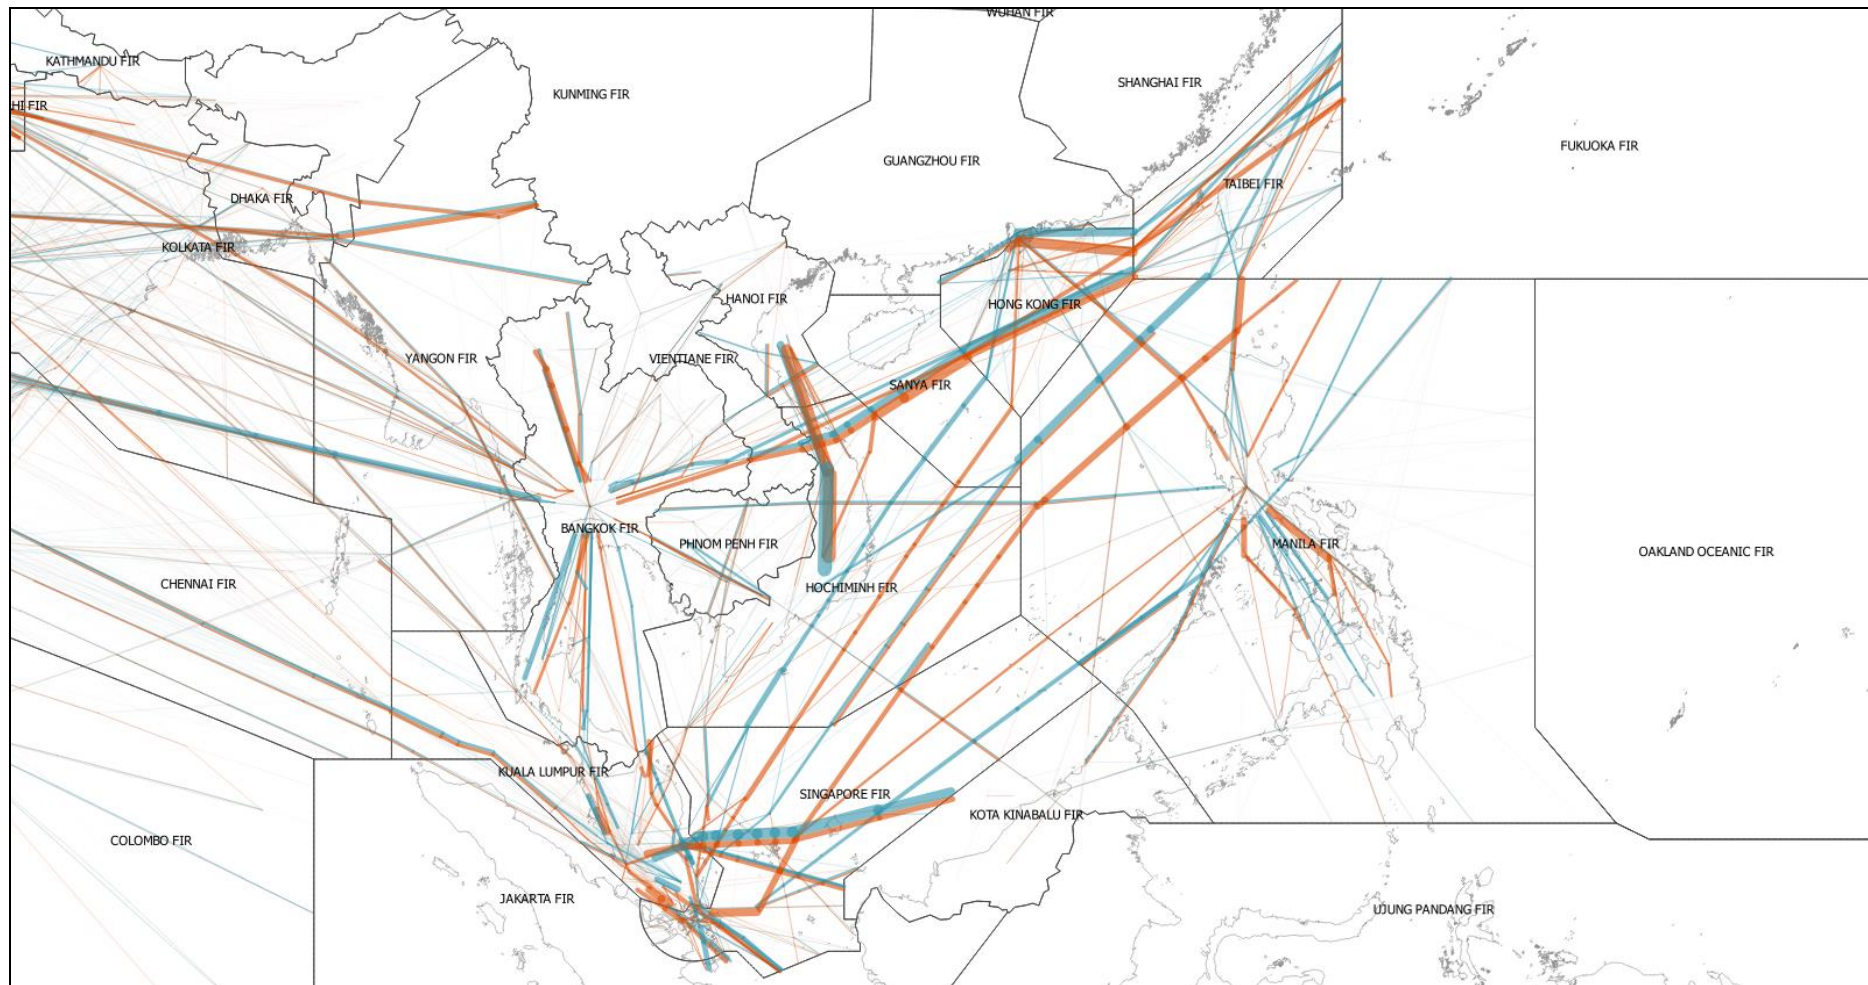 WUHAN FIR
KATHMANDU FIR
SHANGHAI FIR
KUNMING FIR
HI FIR
FUKUOKA FIR
GUANGZHOU FIR
TAIBEI FIR
DHAKA FIR
KOLKATA FIR
HANOI FIR
HONG KONG FIR
YANGON FIR
VIENTIANE FIR
SANYA FIR
BANGKOK FIR
PHNOM PENH FIR
MANILA FIR
OAKLAND OCEANIC FIR
CHENNAI FIR
HOCHIMINH FIR
KUALA LUMPUR FIR
SINGAPORE FIR
KOTA KINABALU FIR
COLOMBO FIR
JAKARTA FIR
UJUNG PANDANG FIR